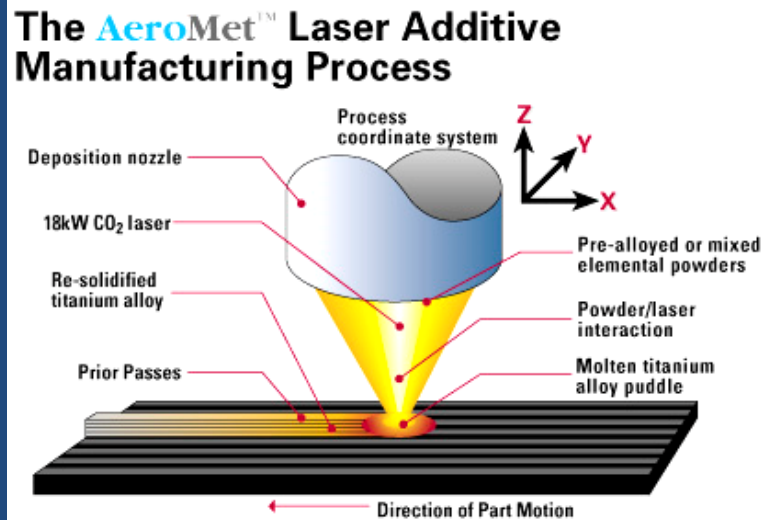 The AeroMet™ Laser Additive
Manufacturing Process
Process
coordinate system
Z
Y
X
Deposition nozzle
18kW CO₂ laser
Re-solidified
titanium alloy
Prior Passes
Pre-alloyed or mixed
elemental powders
Powder/laser
interaction
Molten titanium
alloy puddle
Direction of Part Motion